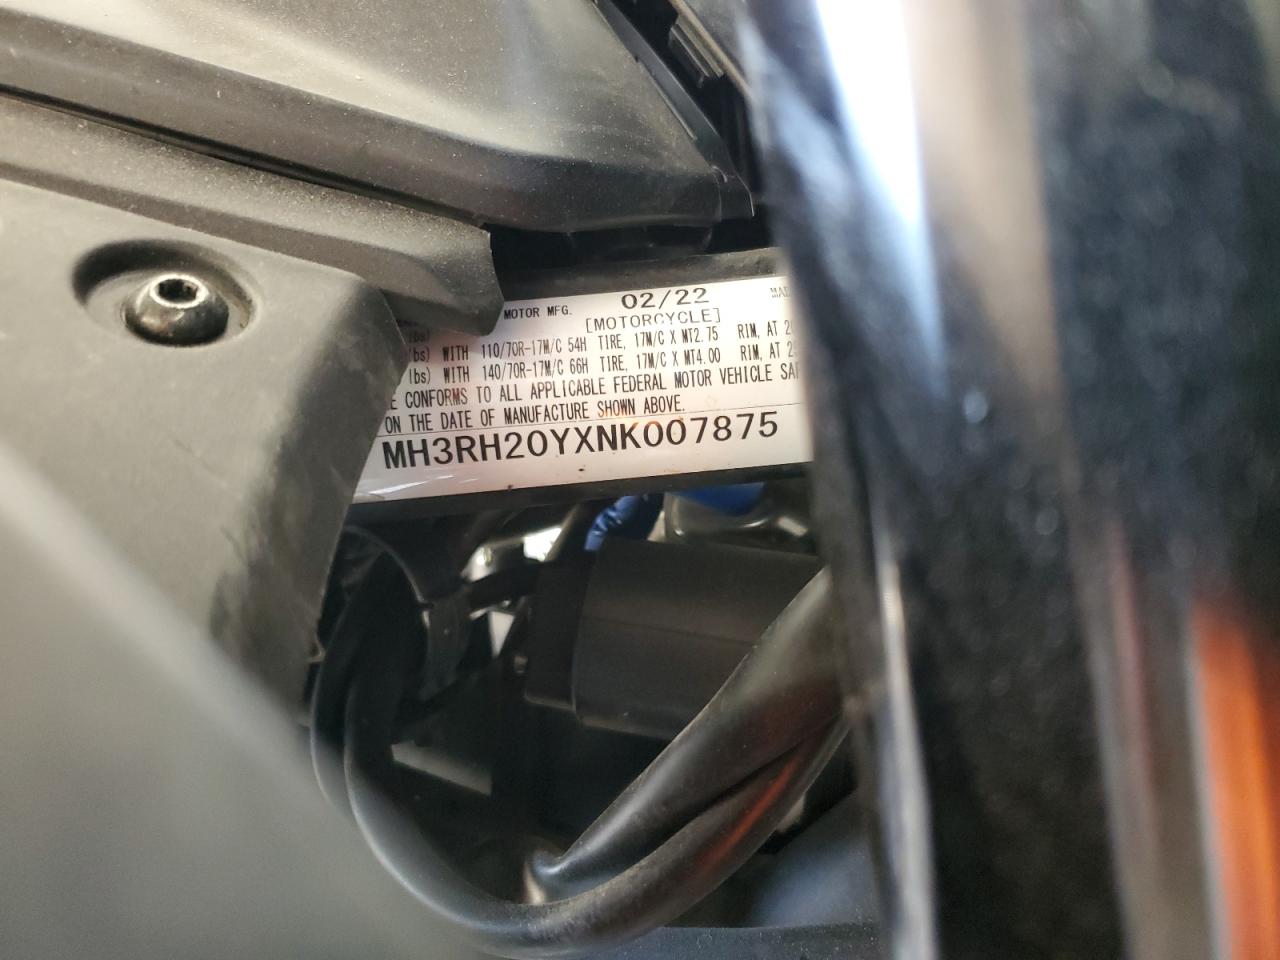 MOTOR MFG. 02/22
[MOTORCYCLE]
lbs) WITH 110/70R-17M/C 54H TIRE, 17M/C X MT2.75 RIM, AT
lbs) WITH 140/70R-17M/C 66H TIRE, 17M/C X MT4.00 RIM, AT
CONFORMS TO ALL APPLICABLE FEDERAL MOTOR VEHICLE
ON THE DATE OF MANUFACTURE SHOWN ABOVE.
MH3RH20YXNK007875